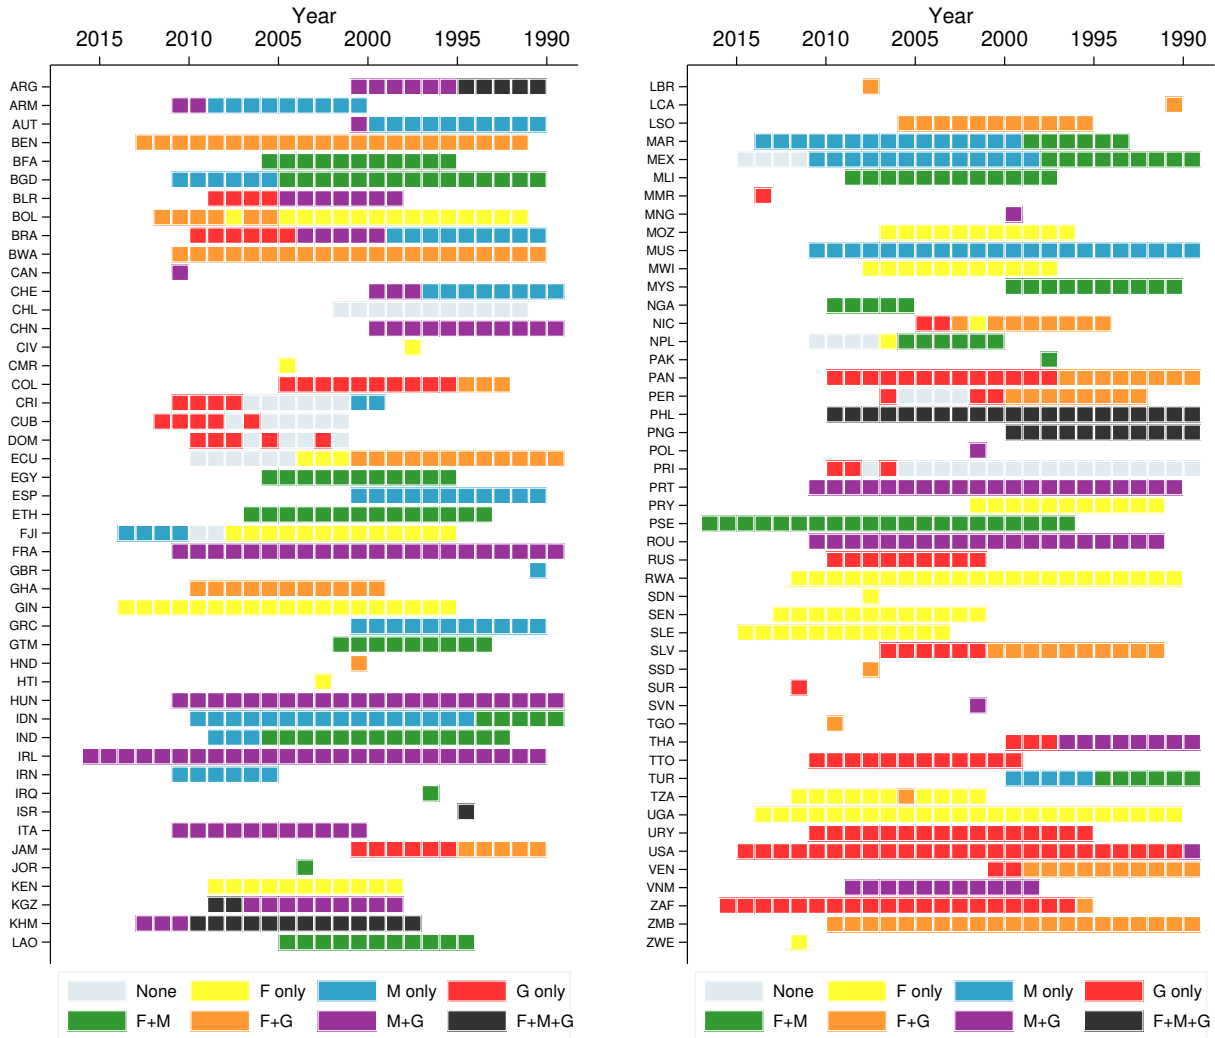 Year
2015 2010 2005 2000 1995 1990
ARG
ARM
AUT
BEN
BFA
BGD
BLR
BOL
BRA
BWA
CAN
CHE
CHL
CHN
CIV
CMR
COL
CRI
CUB
DOM
ECU
EGY
ESP
ETH
FJI
FRA
GBR
GHA
GIN
GRC
GTM
HND
HTI
HUN
IDN
IND
IRL
IRN
IRQ
ISR
ITA
JAM
JOR
KEN
KGZ
KHM
LAO
None F only M only G only
F+M F+G M+G F+M+G
Year
2015 2010 2005 2000 1995 1990
LBR
LCA
LSO
MAR
MEX
MLI
MMR
MNG
MOZ
MUS
MWI
MYS
NGA
NIC
NPL
PAK
PAN
PER
PHL
PNG
POL
PRI
PRT
PRY
PSE
ROU
RUS
RWA
SDN
SEN
SLE
SLV
SSD
SUR
SVN
TGO
THA
TTO
TUR
TZA
UGA
URY
USA
VEN
VNM
ZAF
ZMB
ZWE
None F only M only G only
F+M F+G M+G F+M+G